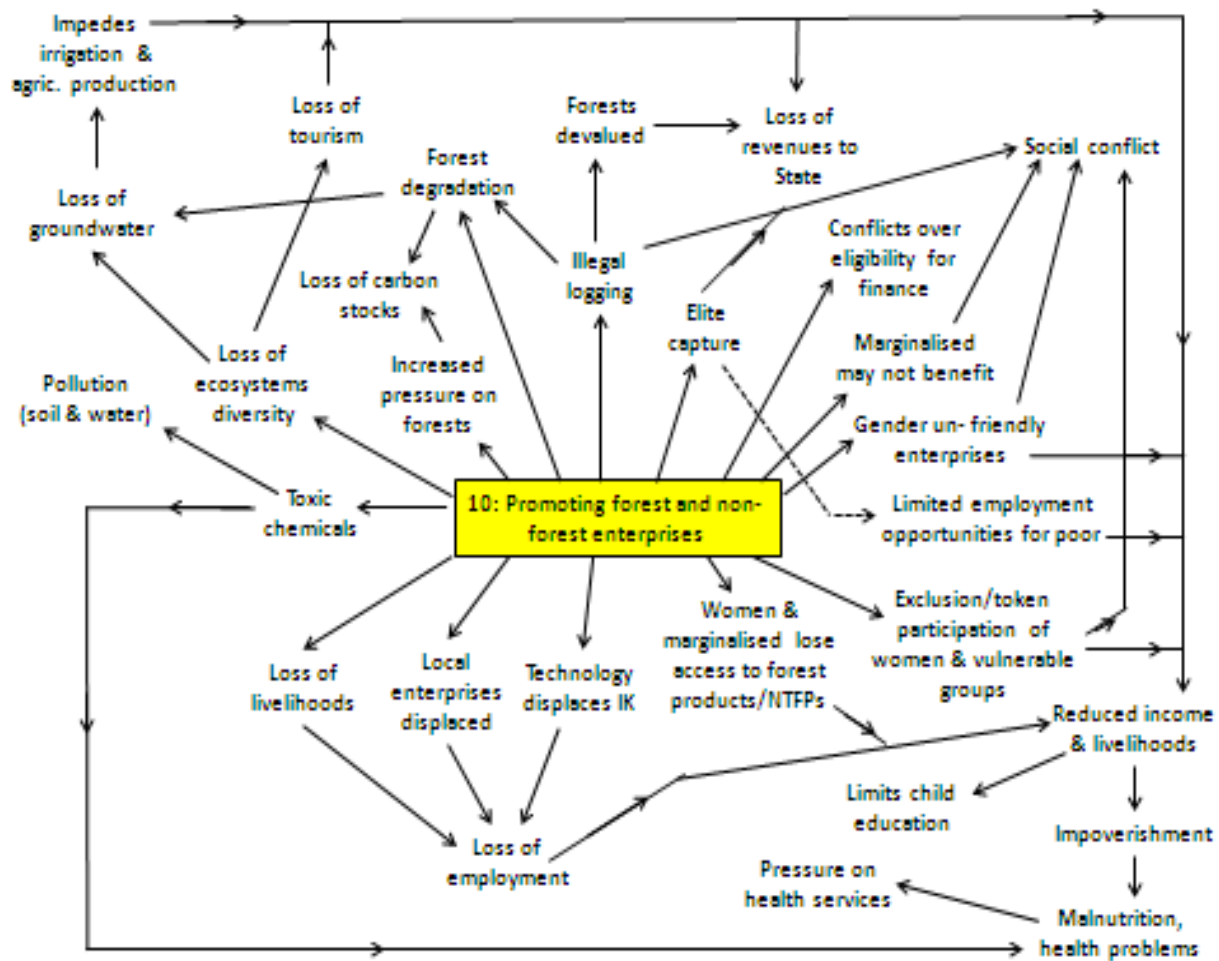 Impedes
irrigation &
agric. production
Loss of
tourism
Forests
devalued
Loss of
revenues to
State
Social conflict
Forest
degradation
Loss of
groundwater
Conflicts over
eligibility for
finance
Illegal
logging
Loss of carbon
stocks
Elite
capture
Loss of
ecosystems
diversity
Increased
pressure on
forests
Marginalised
may not benefit
Pollution
(soil & water)
Gender un- friendly
enterprises
Toxic
chemicals
10: Promoting forest and non-
forest enterprises
Limited employment
opportunities for poor
Women &
marginalised lose
access to forest
products/NTFPs
Exclusion/token
participation of
women & vulnerable
groups
Loss of
livelihoods
Local
enterprises
displaced
Technology
displaces IK
Reduced income
& livelihoods
Limits child
education
Loss of
employment
Impoverishment
Pressure on
health services
Malnutrition,
health problems